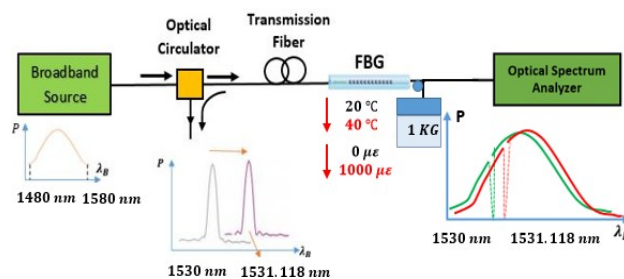 Optical
Circulator
Transmission
Fiber
FBG
Broadband
Source
Optical Spectrum
Analyzer
20 ℃
40 ℃
0 με
1000 με
1 KG
P
λB
1480 nm
1580 nm
P
λB
1530 nm
1531.118 nm
P
1530 nm
1531.118 nm